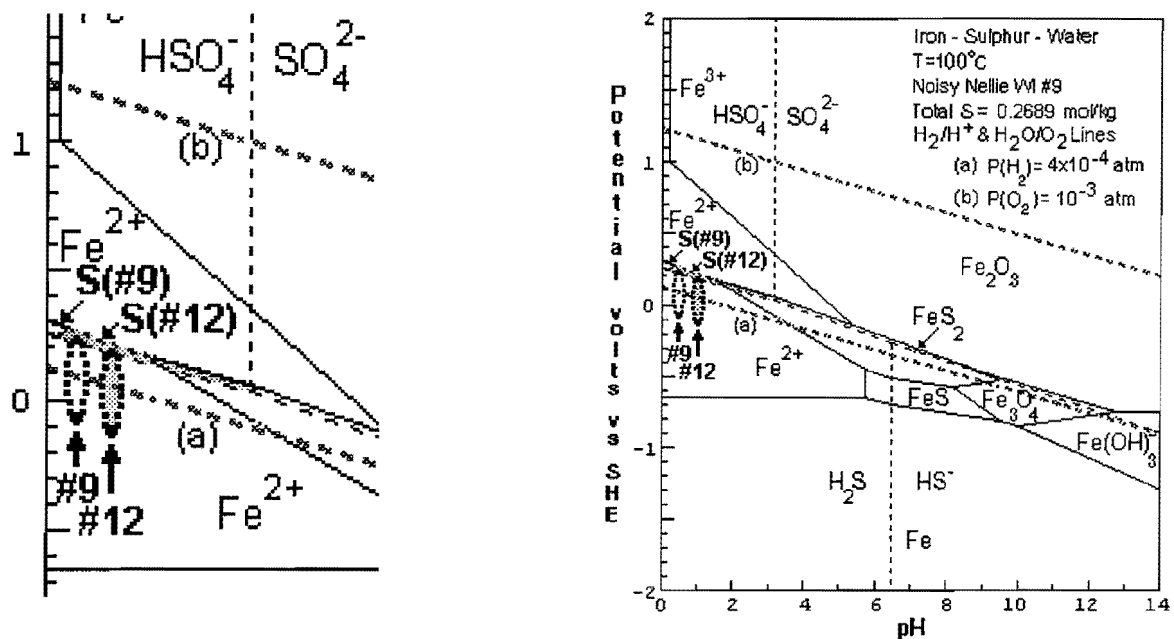 HSO₄⁻ SO₄²⁻
1
(b)
Fe²⁺
S(#9)
S(#12)
0
(a)
#9
#12
Fe²⁺
Potential volts vs SHE
2
1
0
-1
-2
Iron - Sulphur - Water
T=100°C
Noisy Nellie WI #9
Total S = 0.2689 mol/kg
H₂/H⁺ & H₂O/O₂ Lines
(a) P(H₂)= 4x10⁻⁴ atm
(b) P(O₂)= 10⁻³ atm
Fe³⁺
HSO₄⁻ SO₄²⁻
(b)
Fe²⁺
S(#9)
S(#12)
Fe₂O₃
(a)
FeS₂
#9
#12
Fe²⁺
FeS
Fe₃O₄
Fe(OH)₃
H₂S HS⁻
Fe
0 2 4 6 8 10 12 14
pH